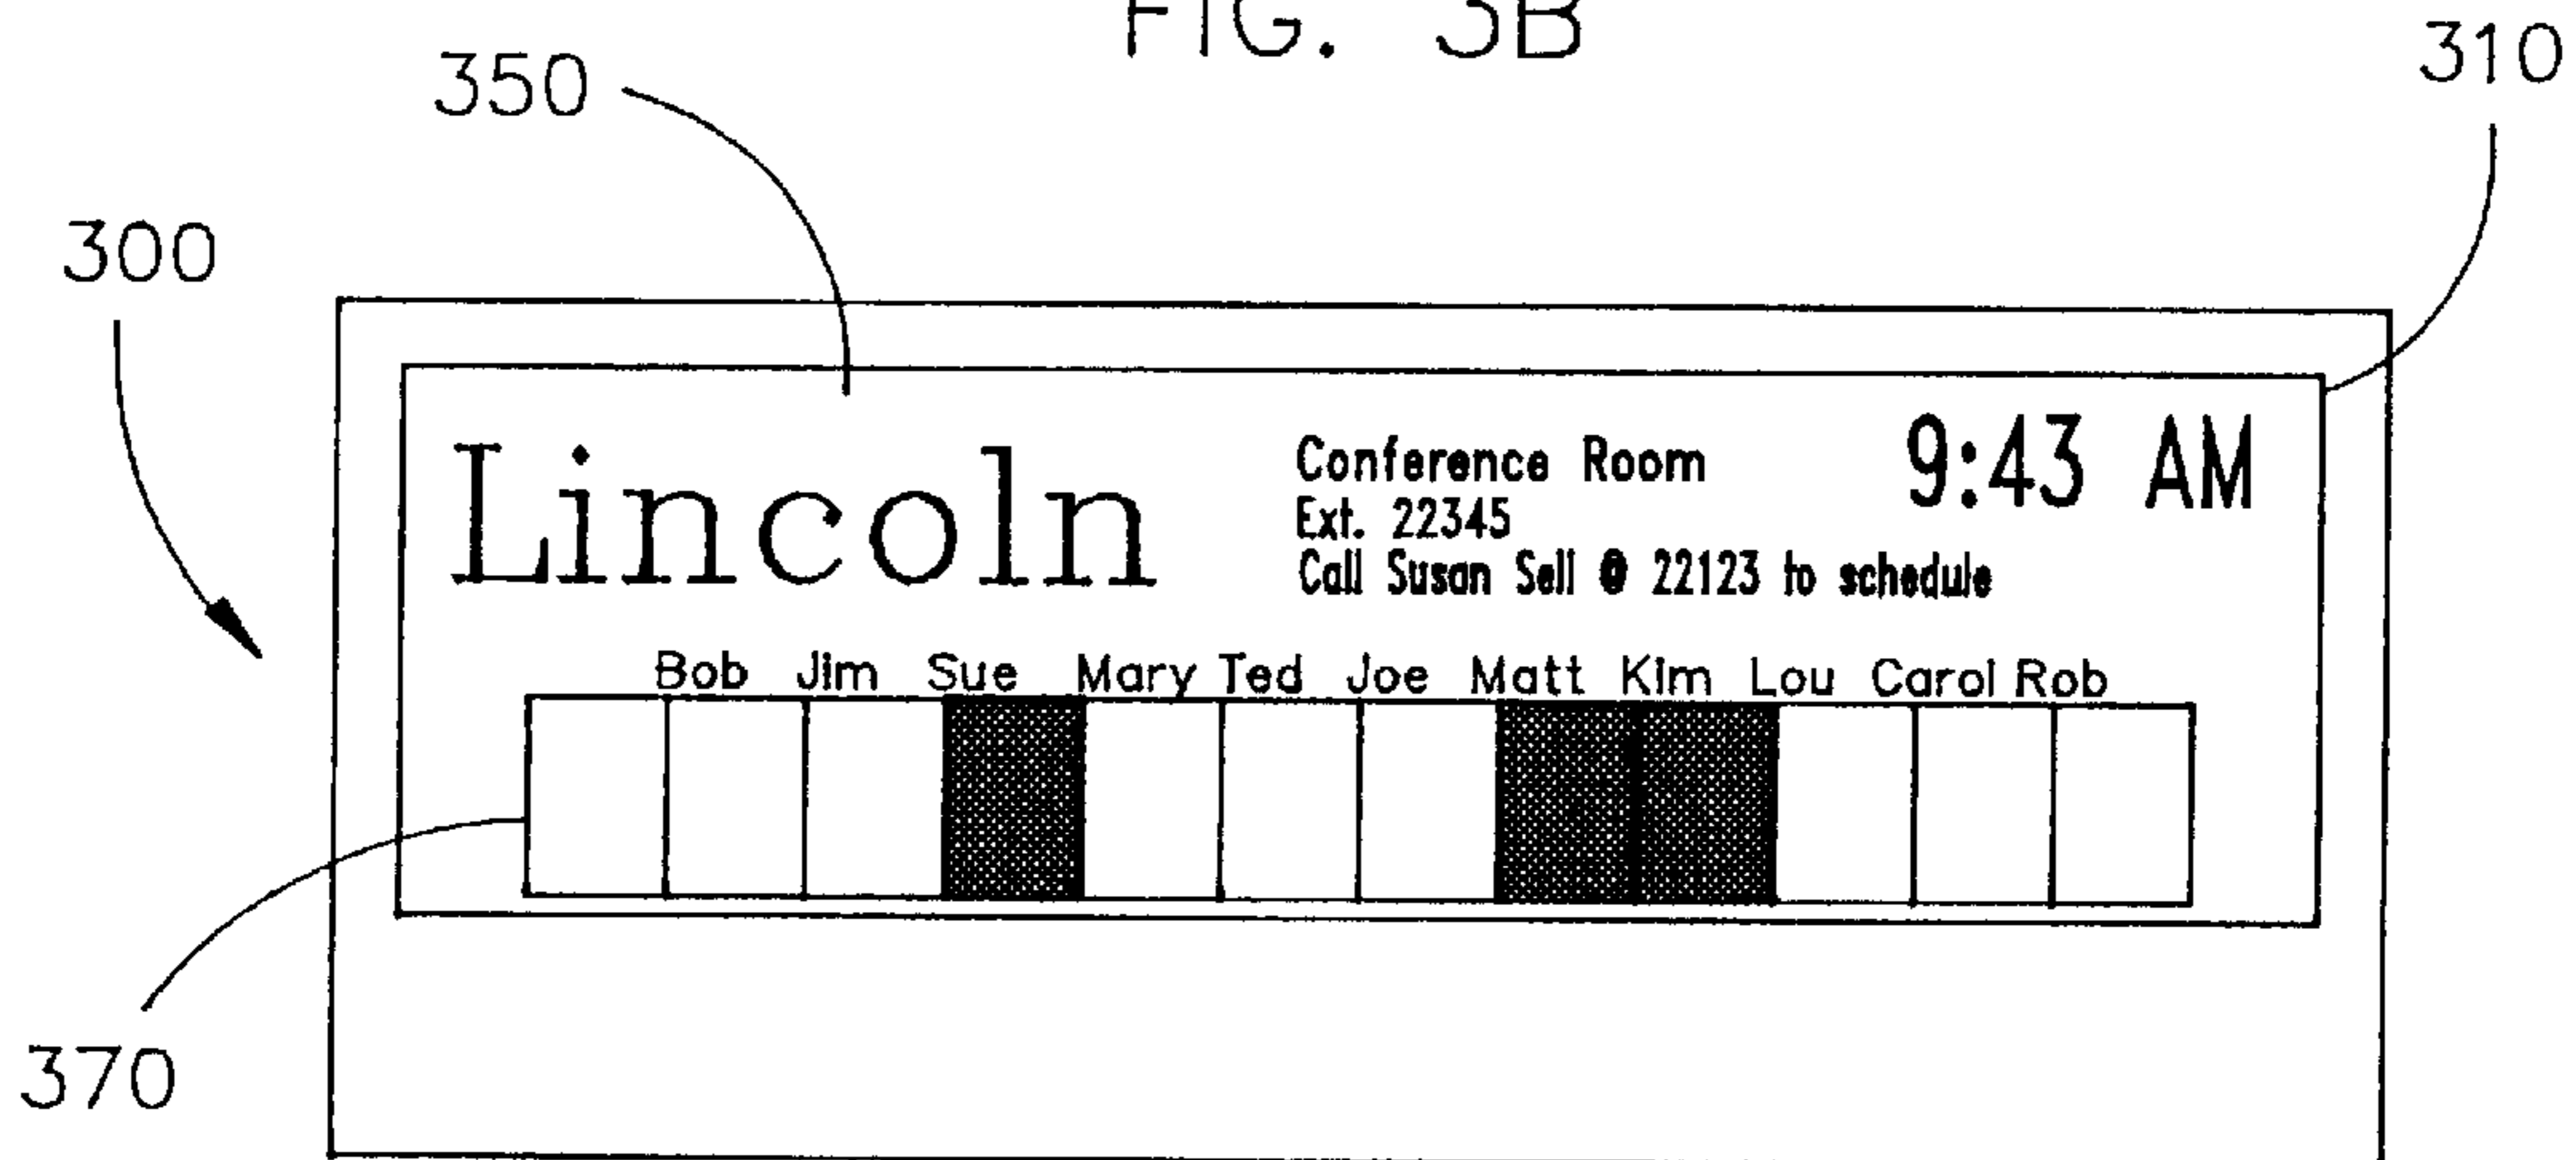 FIG. 3B
350
310
300
Lincoln
Conference Room
9:43 AM
Ext. 22345
Call Susan Sell @ 22123 to schedule
Bob Jim Sue Mary Ted Joe Matt Kim Lou Carol Rob
370